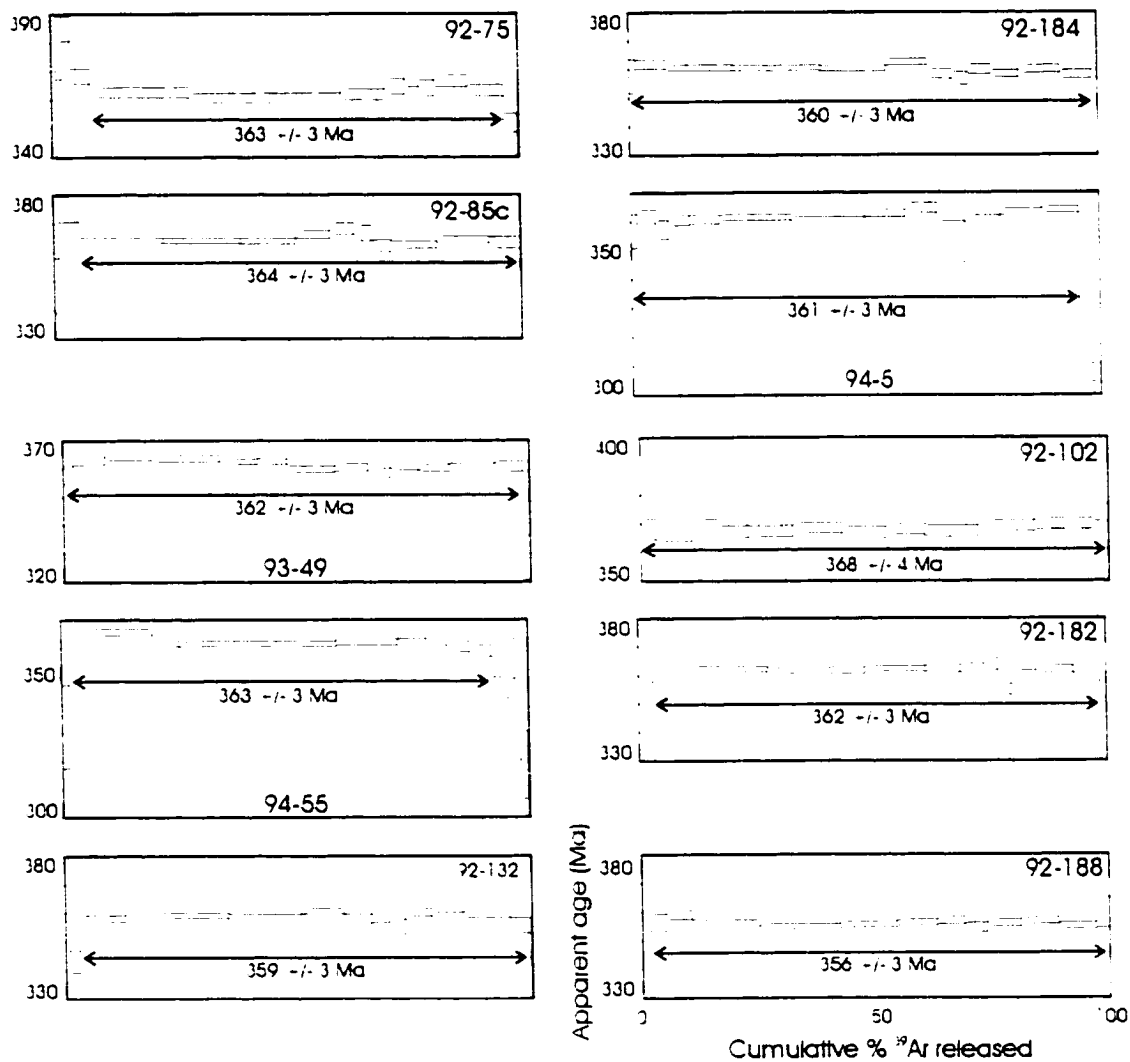 390
92-75
363 -/- 3 Ma
340
380
92-184
360 -/- 3 Ma
330
380
92-85c
364 -/- 3 Ma
330
350
361 -/- 3 Ma
300
94-5
370
362 -/- 3 Ma
320
93-49
400
92-102
368 -/- 4 Ma
350
350
363 -/- 3 Ma
300
94-55
380
92-182
362 -/- 3 Ma
330
380
92-132
359 -/- 3 Ma
330
Apparent age (Ma)
380
92-188
356 -/- 3 Ma
330
0
50
100
Cumulative % ³⁹Ar released